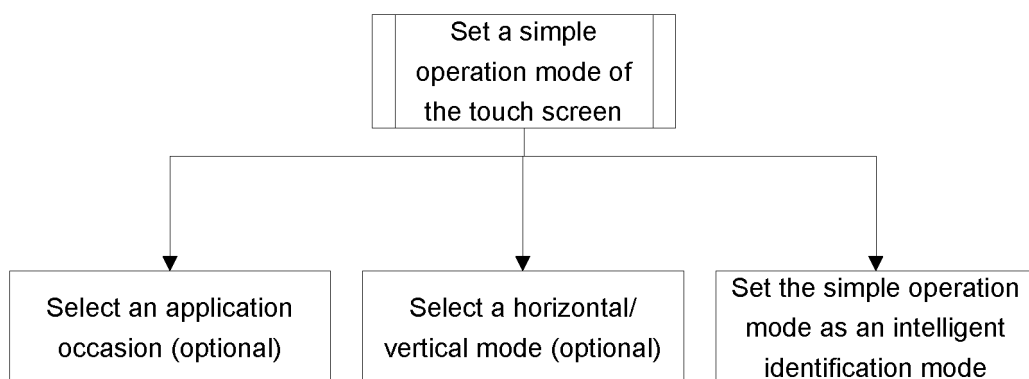 Set a simple
operation mode of
the touch screen
Select an application
occasion (optional)
Select a horizontal/
vertical mode (optional)
Set the simple operation
mode as an intelligent
identification mode